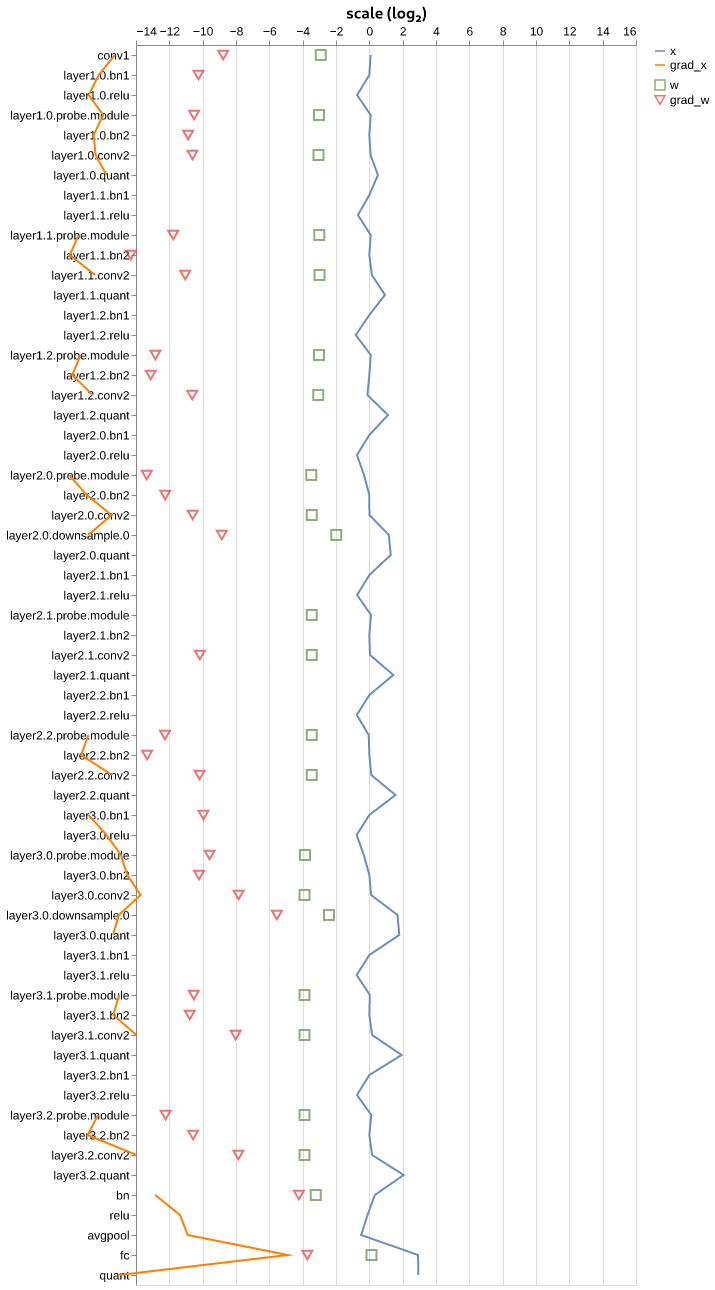 scale (log₂)
−14 −12 −10 −8 −6 −4 −2 0 2 4 6 8 10 12 14 16
x
grad_x
w
grad_w
conv1
layer1.0.bn1
layer1.0.relu
layer1.0.probe.module
layer1.0.bn2
layer1.0.conv2
layer1.0.quant
layer1.1.bn1
layer1.1.relu
layer1.1.probe.module
layer1.1.bn2
layer1.1.conv2
layer1.1.quant
layer1.2.bn1
layer1.2.relu
layer1.2.probe.module
layer1.2.bn2
layer1.2.conv2
layer1.2.quant
layer2.0.bn1
layer2.0.relu
layer2.0.probe.module
layer2.0.bn2
layer2.0.conv2
layer2.0.downsample.0
layer2.0.quant
layer2.1.bn1
layer2.1.relu
layer2.1.probe.module
layer2.1.bn2
layer2.1.conv2
layer2.1.quant
layer2.2.bn1
layer2.2.relu
layer2.2.probe.module
layer2.2.bn2
layer2.2.conv2
layer2.2.quant
layer3.0.bn1
layer3.0.relu
layer3.0.probe.module
layer3.0.bn2
layer3.0.conv2
layer3.0.downsample.0
layer3.0.quant
layer3.1.bn1
layer3.1.relu
layer3.1.probe.module
layer3.1.bn2
layer3.1.conv2
layer3.1.quant
layer3.2.bn1
layer3.2.relu
layer3.2.probe.module
layer3.2.bn2
layer3.2.conv2
layer3.2.quant
bn
relu
avgpool
fc
quant